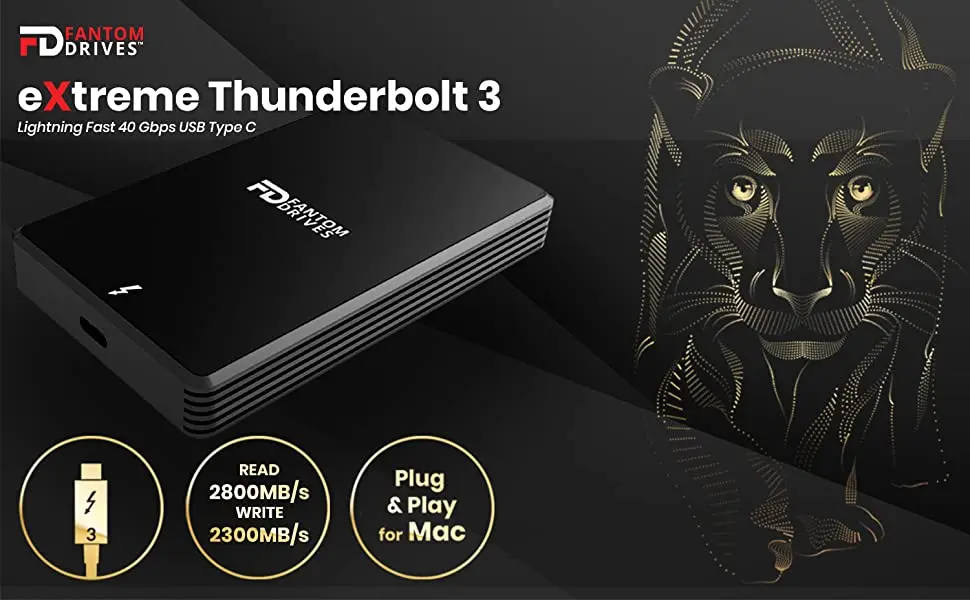 FD FANTOM
DRIVES™
eXtreme Thunderbolt 3
Lightning Fast 40 Gbps USB Type C
FD FANTOM
DRIVES
3
READ
2800MB/s
WRITE
2300MB/s
Plug
& Play
for Mac